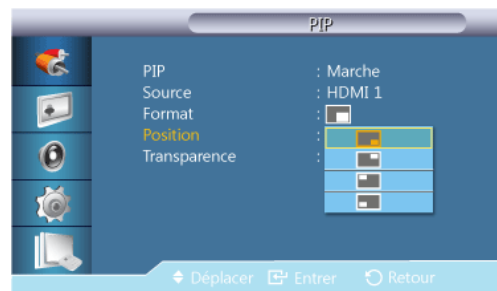 PIP
PIP : Marche
Source : HDMI 1
Format :
Position :
Transparence :
Déplacer Entrer Retour